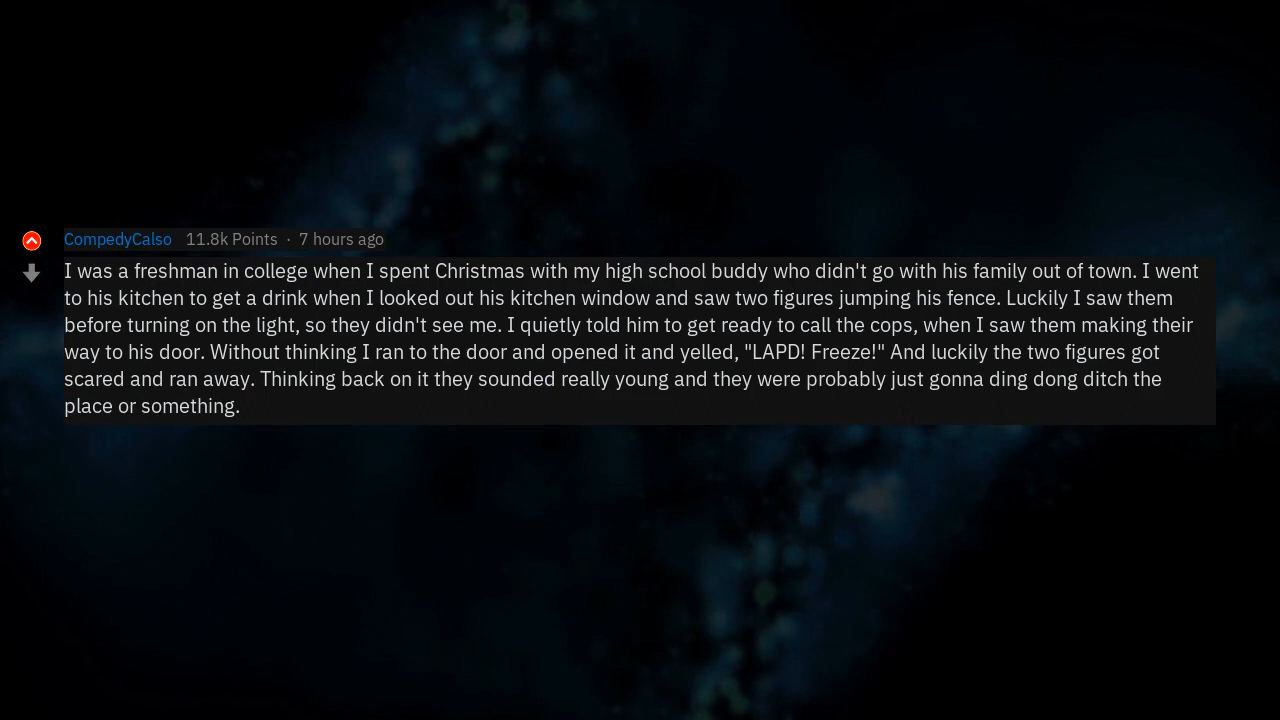 CompedyCalso 11.8k Points · 7 hours ago
I was a freshman in college when I spent Christmas with my high school buddy who didn't go with his family out of town. I went
to his kitchen to get a drink when I looked out his kitchen window and saw two figures jumping his fence. Luckily I saw them
before turning on the light, so they didn't see me. I quietly told him to get ready to call the cops, when I saw them making their
way to his door. Without thinking I ran to the door and opened it and yelled, "LAPD! Freeze!" And luckily the two figures got
scared and ran away. Thinking back on it they sounded really young and they were probably just gonna ding dong ditch the
place or something.